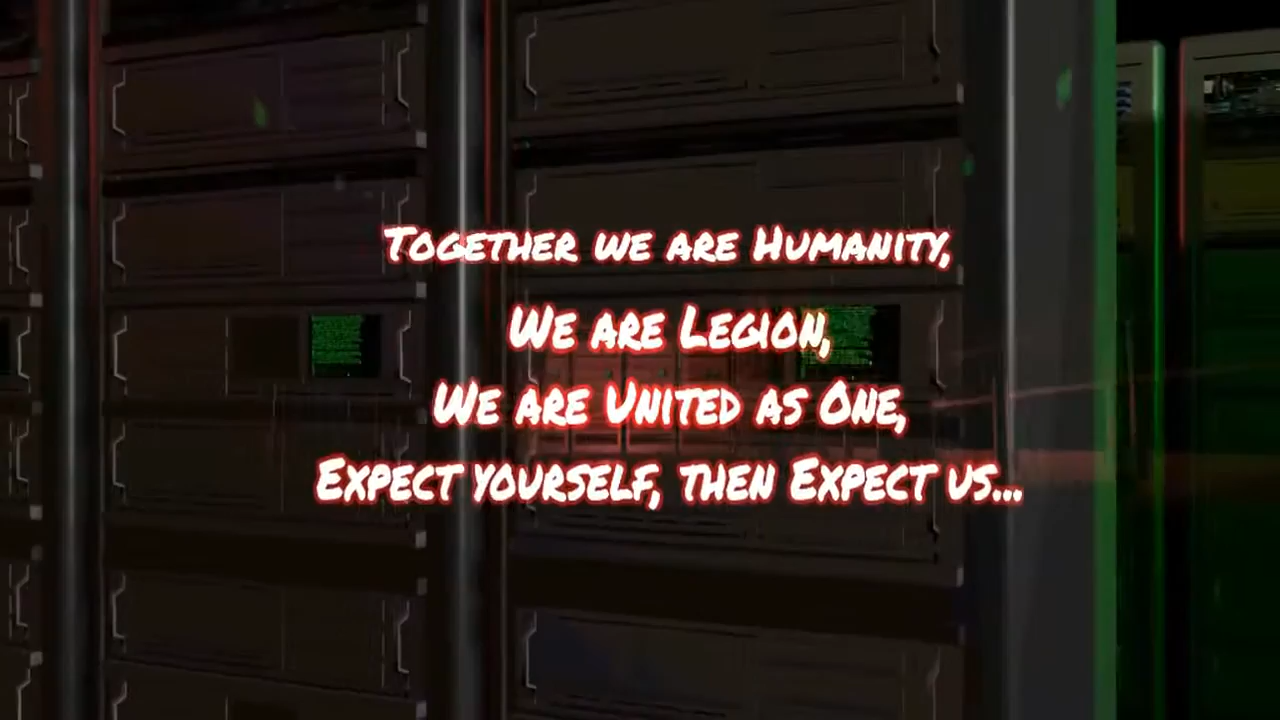 Together we are Humanity,
We are Legion,
We are United as One,
Expect yourself, then Expect us...